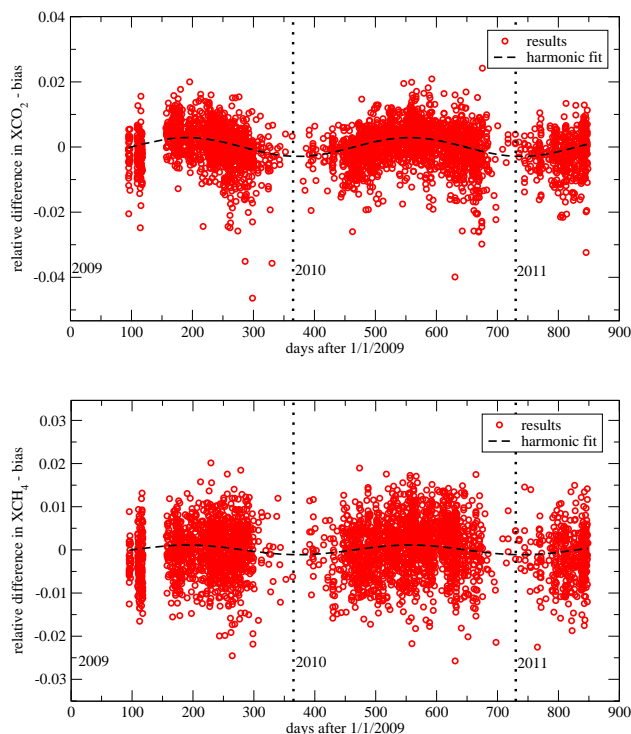 0.04
0.02
0
-0.02
-0.04
relative difference in XCO2 - bias
results
harmonic fit
2009
2010
2011
0 100 200 300 400 500 600 700 800 900
days after 1/1/2009
0.03
0.02
0.01
0
-0.01
-0.02
-0.03
relative difference in XCH4 - bias
results
harmonic fit
2009
2010
2011
0 100 200 300 400 500 600 700 800 900
days after 1/1/2009